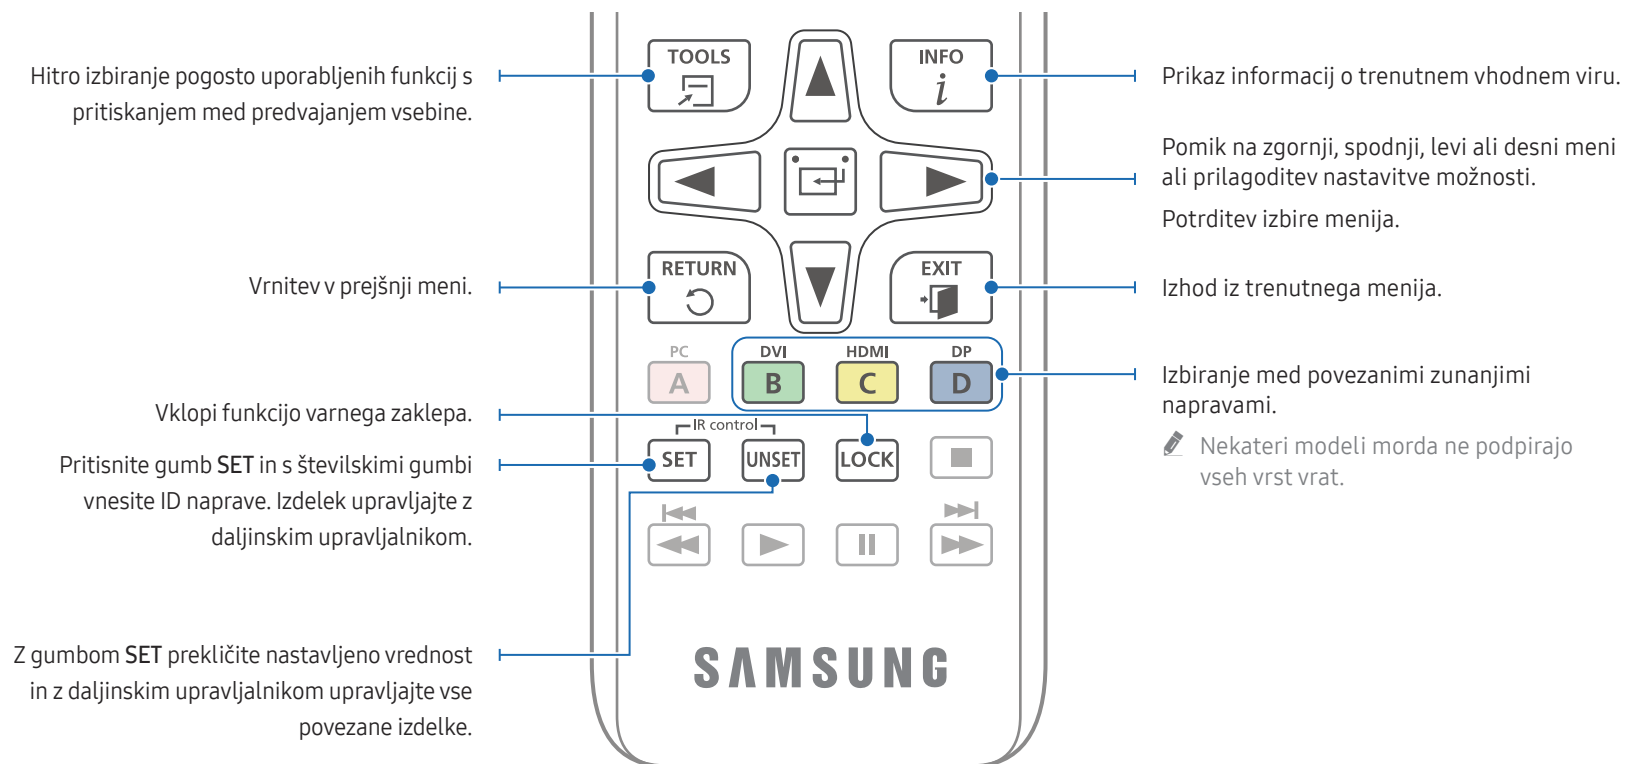 TOOLS
INFO
i
Hitro izbiranje pogosto uporabljenih funkcij s
pritiskanjem med predvajanjem vsebine.
Prikaz informacij o trenutnem vhodnem viru.
Pomik na zgornji, spodnji, levi ali desni meni
ali prilagoditev nastavitve možnosti.
Potrditev izbire menija.
RETURN
EXIT
Vrnitev v prejšnji meni.
Izhod iz trenutnega menija.
PC
DVI
HDMI
DP
A
B
C
D
Izbiranje med povezanimi zunanjimi
napravami.
Nekateri modeli morda ne podpirajo
vseh vrst vrat.
Vklopi funkcijo varnega zaklepa.
IR control
SET
UNSET
LOCK
Pritisnite gumb SET in s številskimi gumbi
vnesite ID naprave. Izdelek upravljajte z
daljinskim upravljalnikom.
Z gumbom SET prekličite nastavljeno vrednost
in z daljinskim upravljalnikom upravljajte vse
povezane izdelke.
SAMSUNG